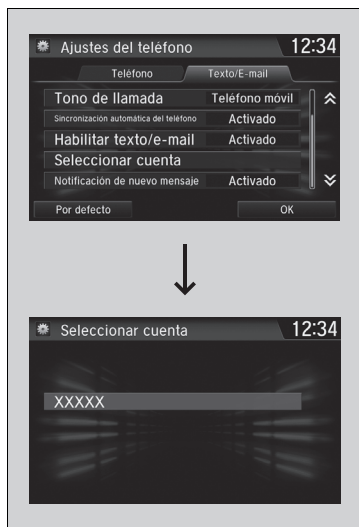 Ajustes del teléfono 12:34
Teléfono Texto/E-mail
Tono de llamada Teléfono móvil
Sincronización automática del teléfono Activado
Habilitar texto/e-mail Activado
Seleccionar cuenta
Notificación de nuevo mensaje Activado
Por defecto OK
Seleccionar cuenta 12:34
XXXXX